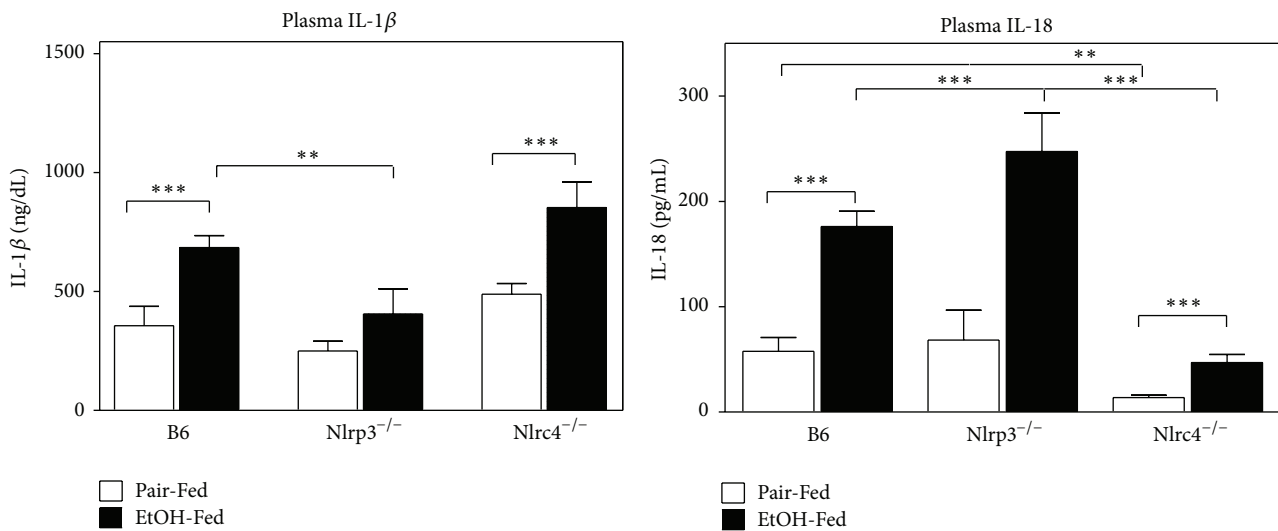 Plasma IL-1β
IL-1β (ng/dL)
1500
1000
500
0
***
**
***
B6
Nlrp3−/−
Nlrc4−/−
Pair-Fed
EtOH-Fed
Plasma IL-18
IL-18 (pg/mL)
300
200
100
0
**
***
***
***
***
B6
Nlrp3−/−
Nlrc4−/−
Pair-Fed
EtOH-Fed